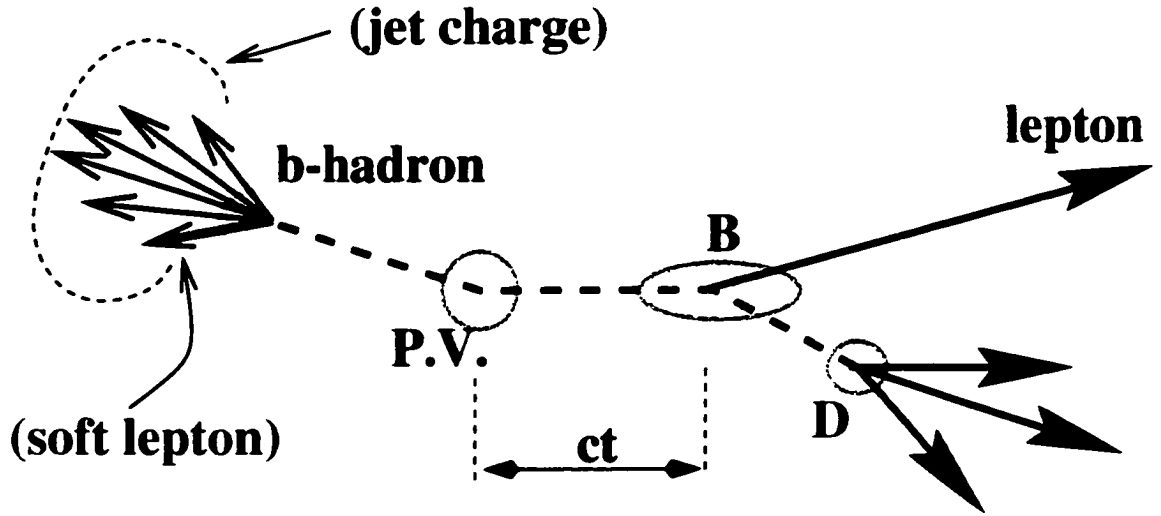 (jet charge)
lepton
b-hadron
B
P.V.
D
(soft lepton)
ct